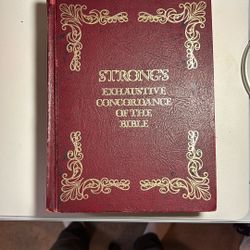 STRONG'S
EXHAUSTIVE
CONCORDANCE
OF THE
BIBLE